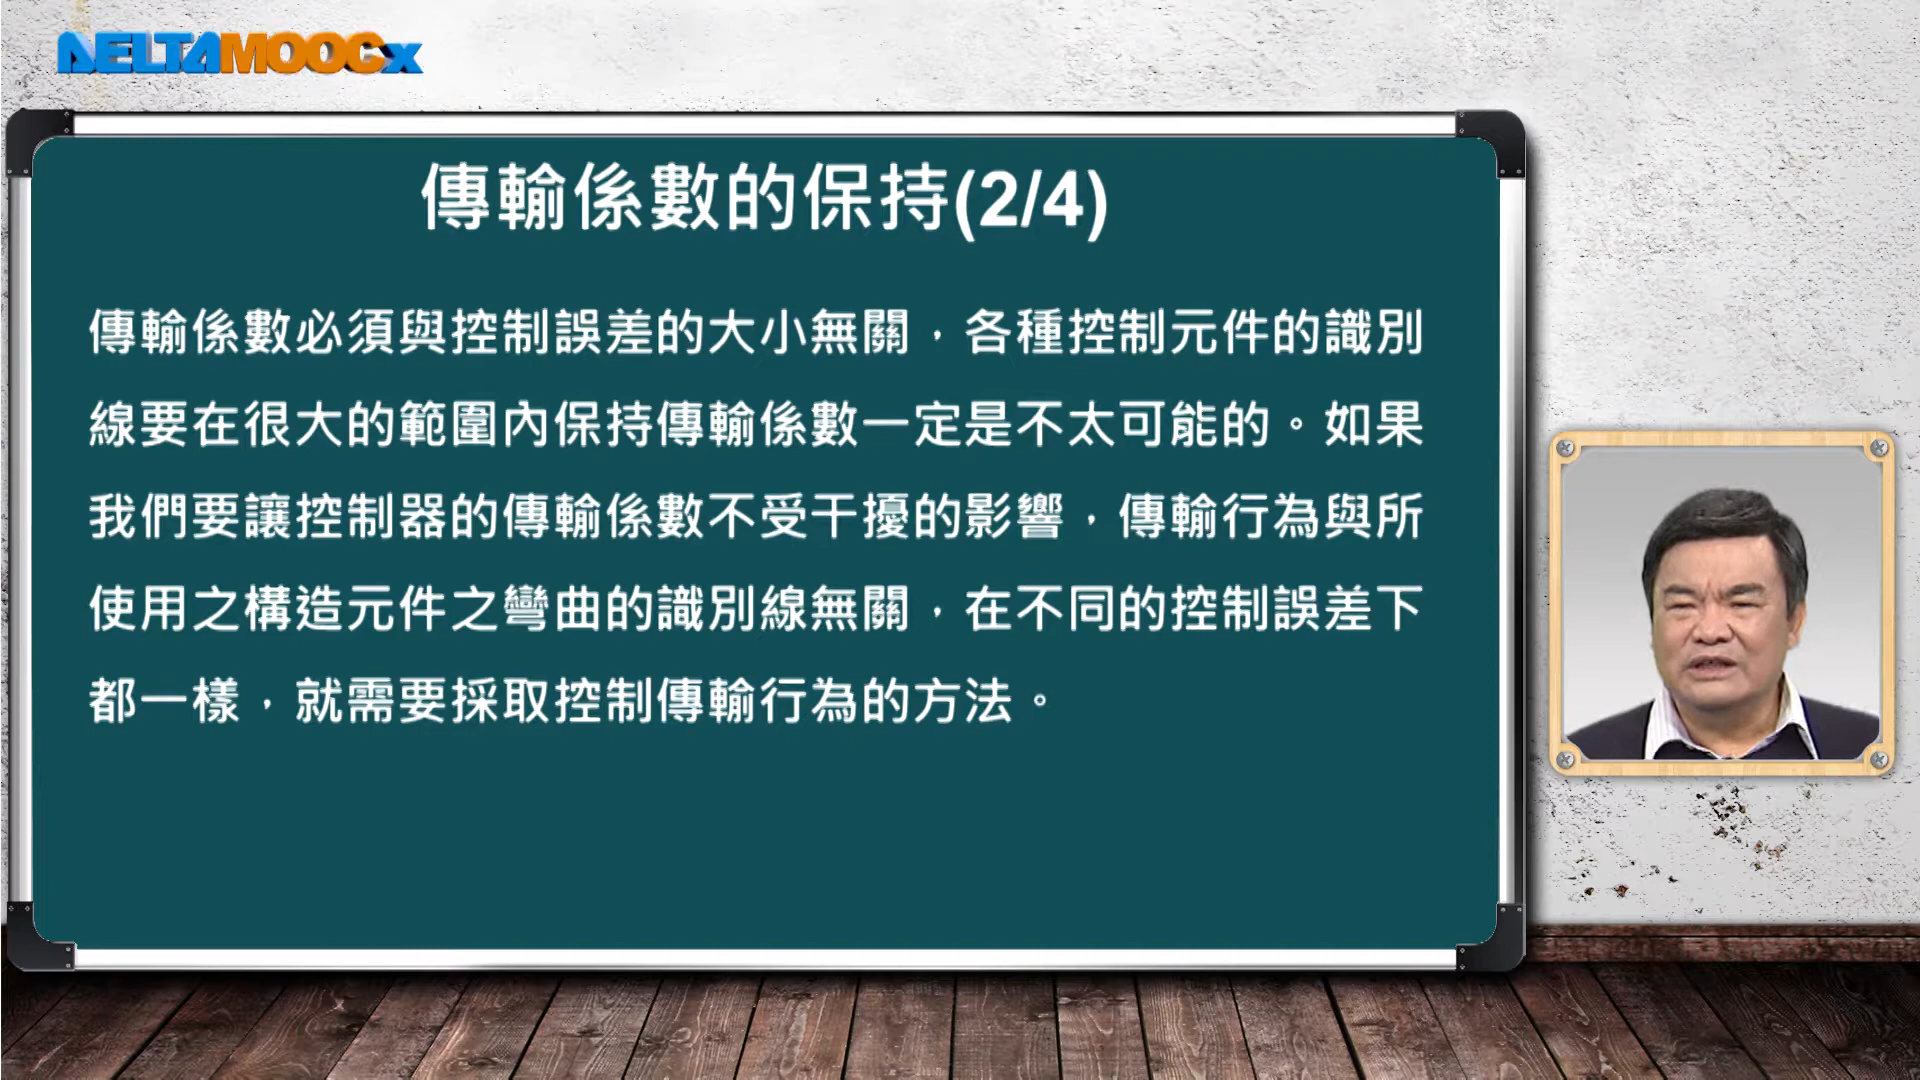 DELTAMOOCx
傳輸係數的保持(2/4)
傳輸係數必須與控制誤差的大小無關，各種控制元件的識別
線要在很大的範圍內保持傳輸係數一定是不太可能的。如果
我們要讓控制器的傳輸係數不受干擾的影響，傳輸行為與所
使用之構造元件之彎曲的識別線無關，在不同的控制誤差下
都一樣，就需要採取控制傳輸行為的方法。